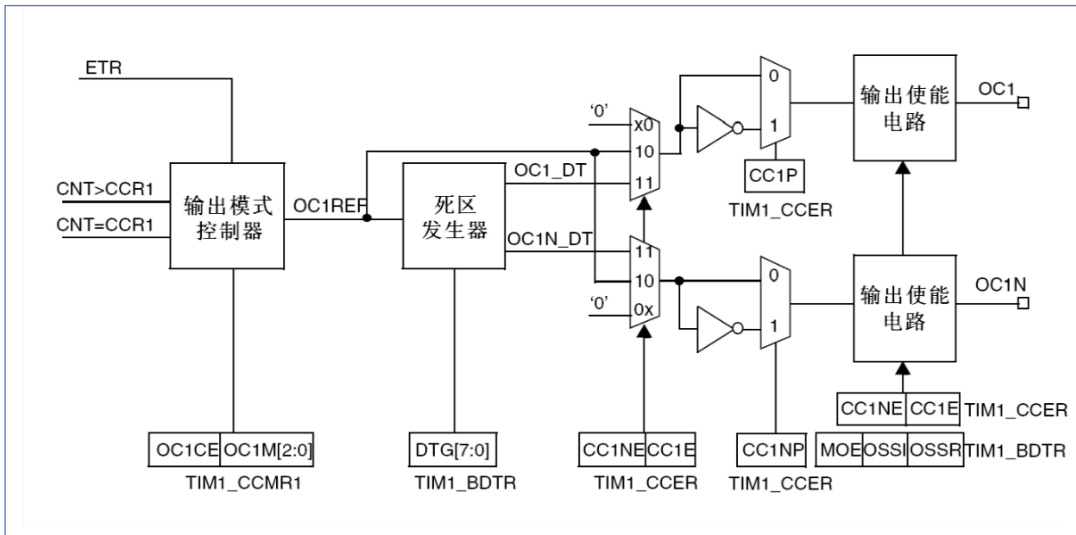 ETR
CNT>CCR1
CNT=CCR1
输出模式
控制器
OC1REF
死区
发生器
OC1_DT
OC1N_DT
‘0’
x0
10
11
11
10
‘0’
0x
0
1
CC1P
TIM1_CCER
0
1
输出使能
电路
OC1
输出使能
电路
OC1N
OC1CE OC1M[2:0]
TIM1_CCMR1
DTG[7:0]
TIM1_BDTR
CC1NE CC1E
TIM1_CCER
CC1NP
TIM1_CCER
CC1NE CC1E TIM1_CCER
MOE OSSI OSSR TIM1_BDTR